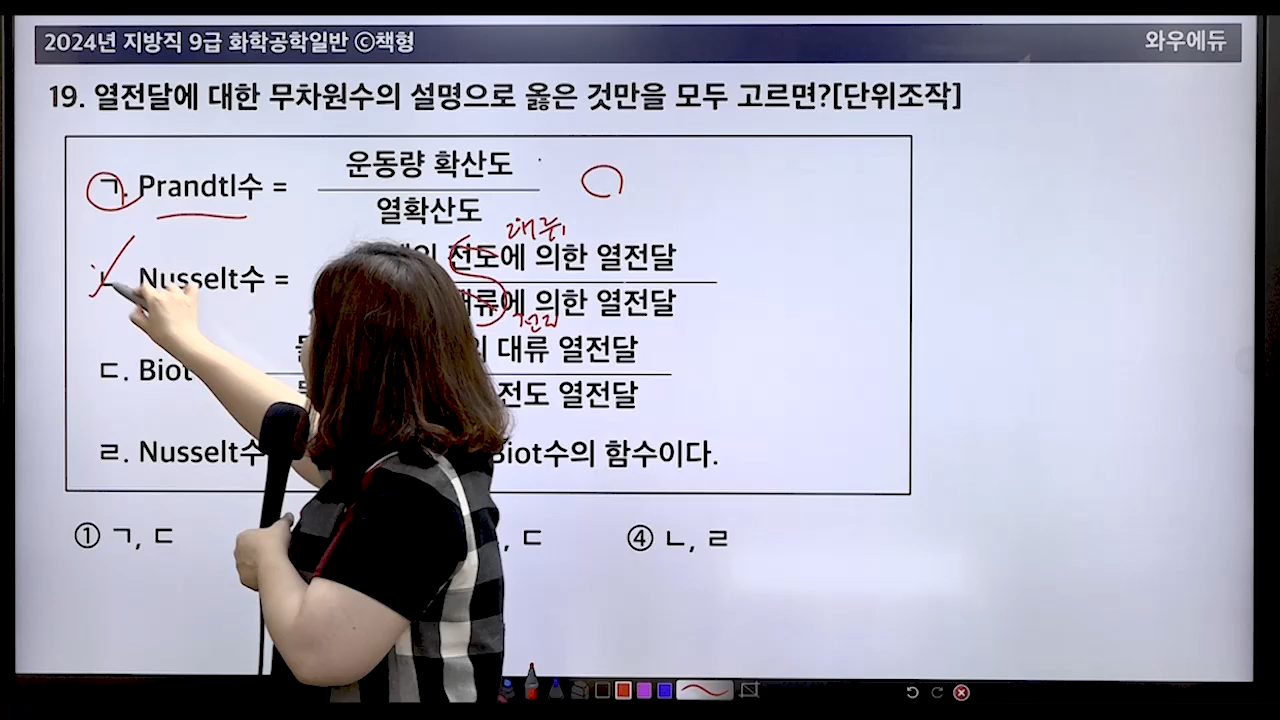 2024년 지방직 9급 화학공학일반 ⓒ책형
와우에듀
19. 열전달에 대한 무차원수의 설명으로 옳은 것만을 모두 고르면?[단위조작]
ㄱ. Prandtl수 =
운동량 확산도
열확산도
대류
Nusselt수 =
전도에 의한 열전달
의한 열전달
전도
ㄷ. Biot
대류 열전달
전도 열전달
ㄹ. Nusselt수
Biot수의 함수이다.
① ㄱ, ㄷ
, ㄷ
④ ㄴ, ㄹ